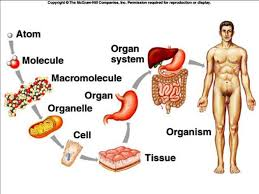 Copyright © The McGraw-Hill Companies, Inc. Permission required for reproduction or display.
Atom
Molecule
Macromolecule
Organelle
Cell
Tissue
Organ
Organ
system
Organism